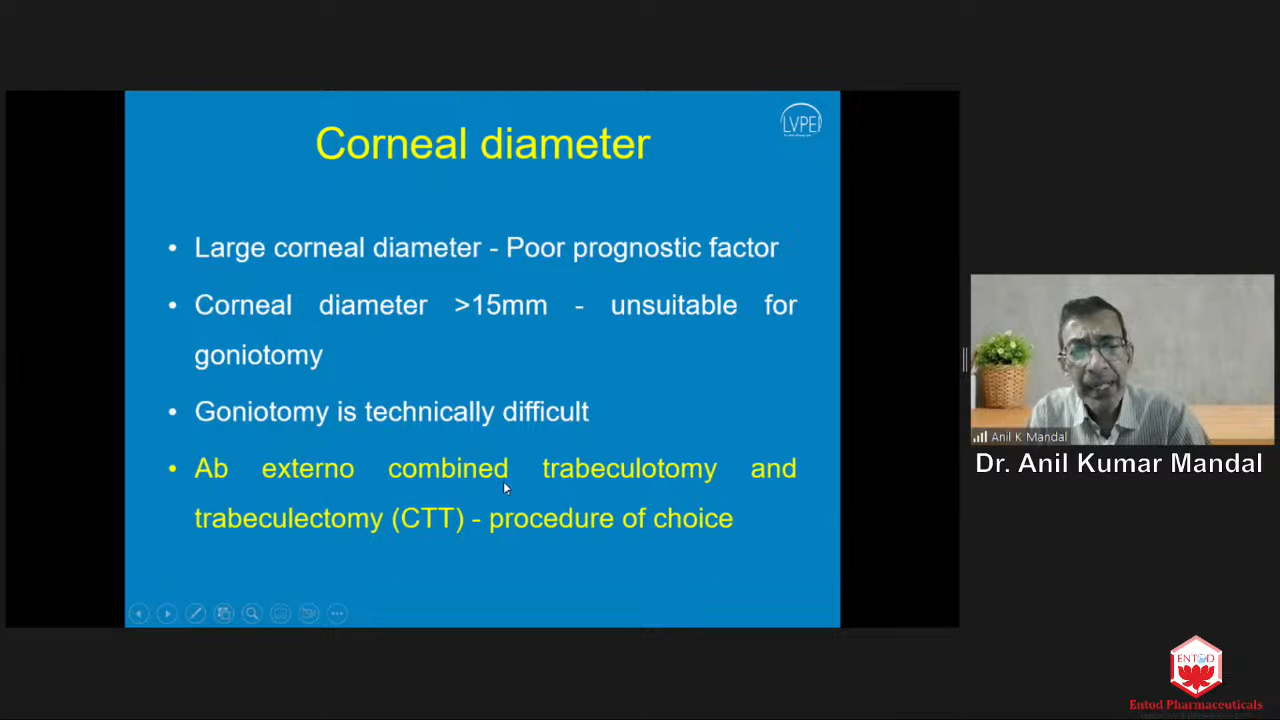 Corneal diameter
LVPEI
• Large corneal diameter - Poor prognostic factor
• Corneal diameter >15mm - unsuitable for
goniotomy
• Goniotomy is technically difficult
• Ab externo combined trabeculotomy and
trabeculectomy (CTT) - procedure of choice
Anil K Mandal
Dr. Anil Kumar Mandal
ENTOD
Entod Pharmaceuticals